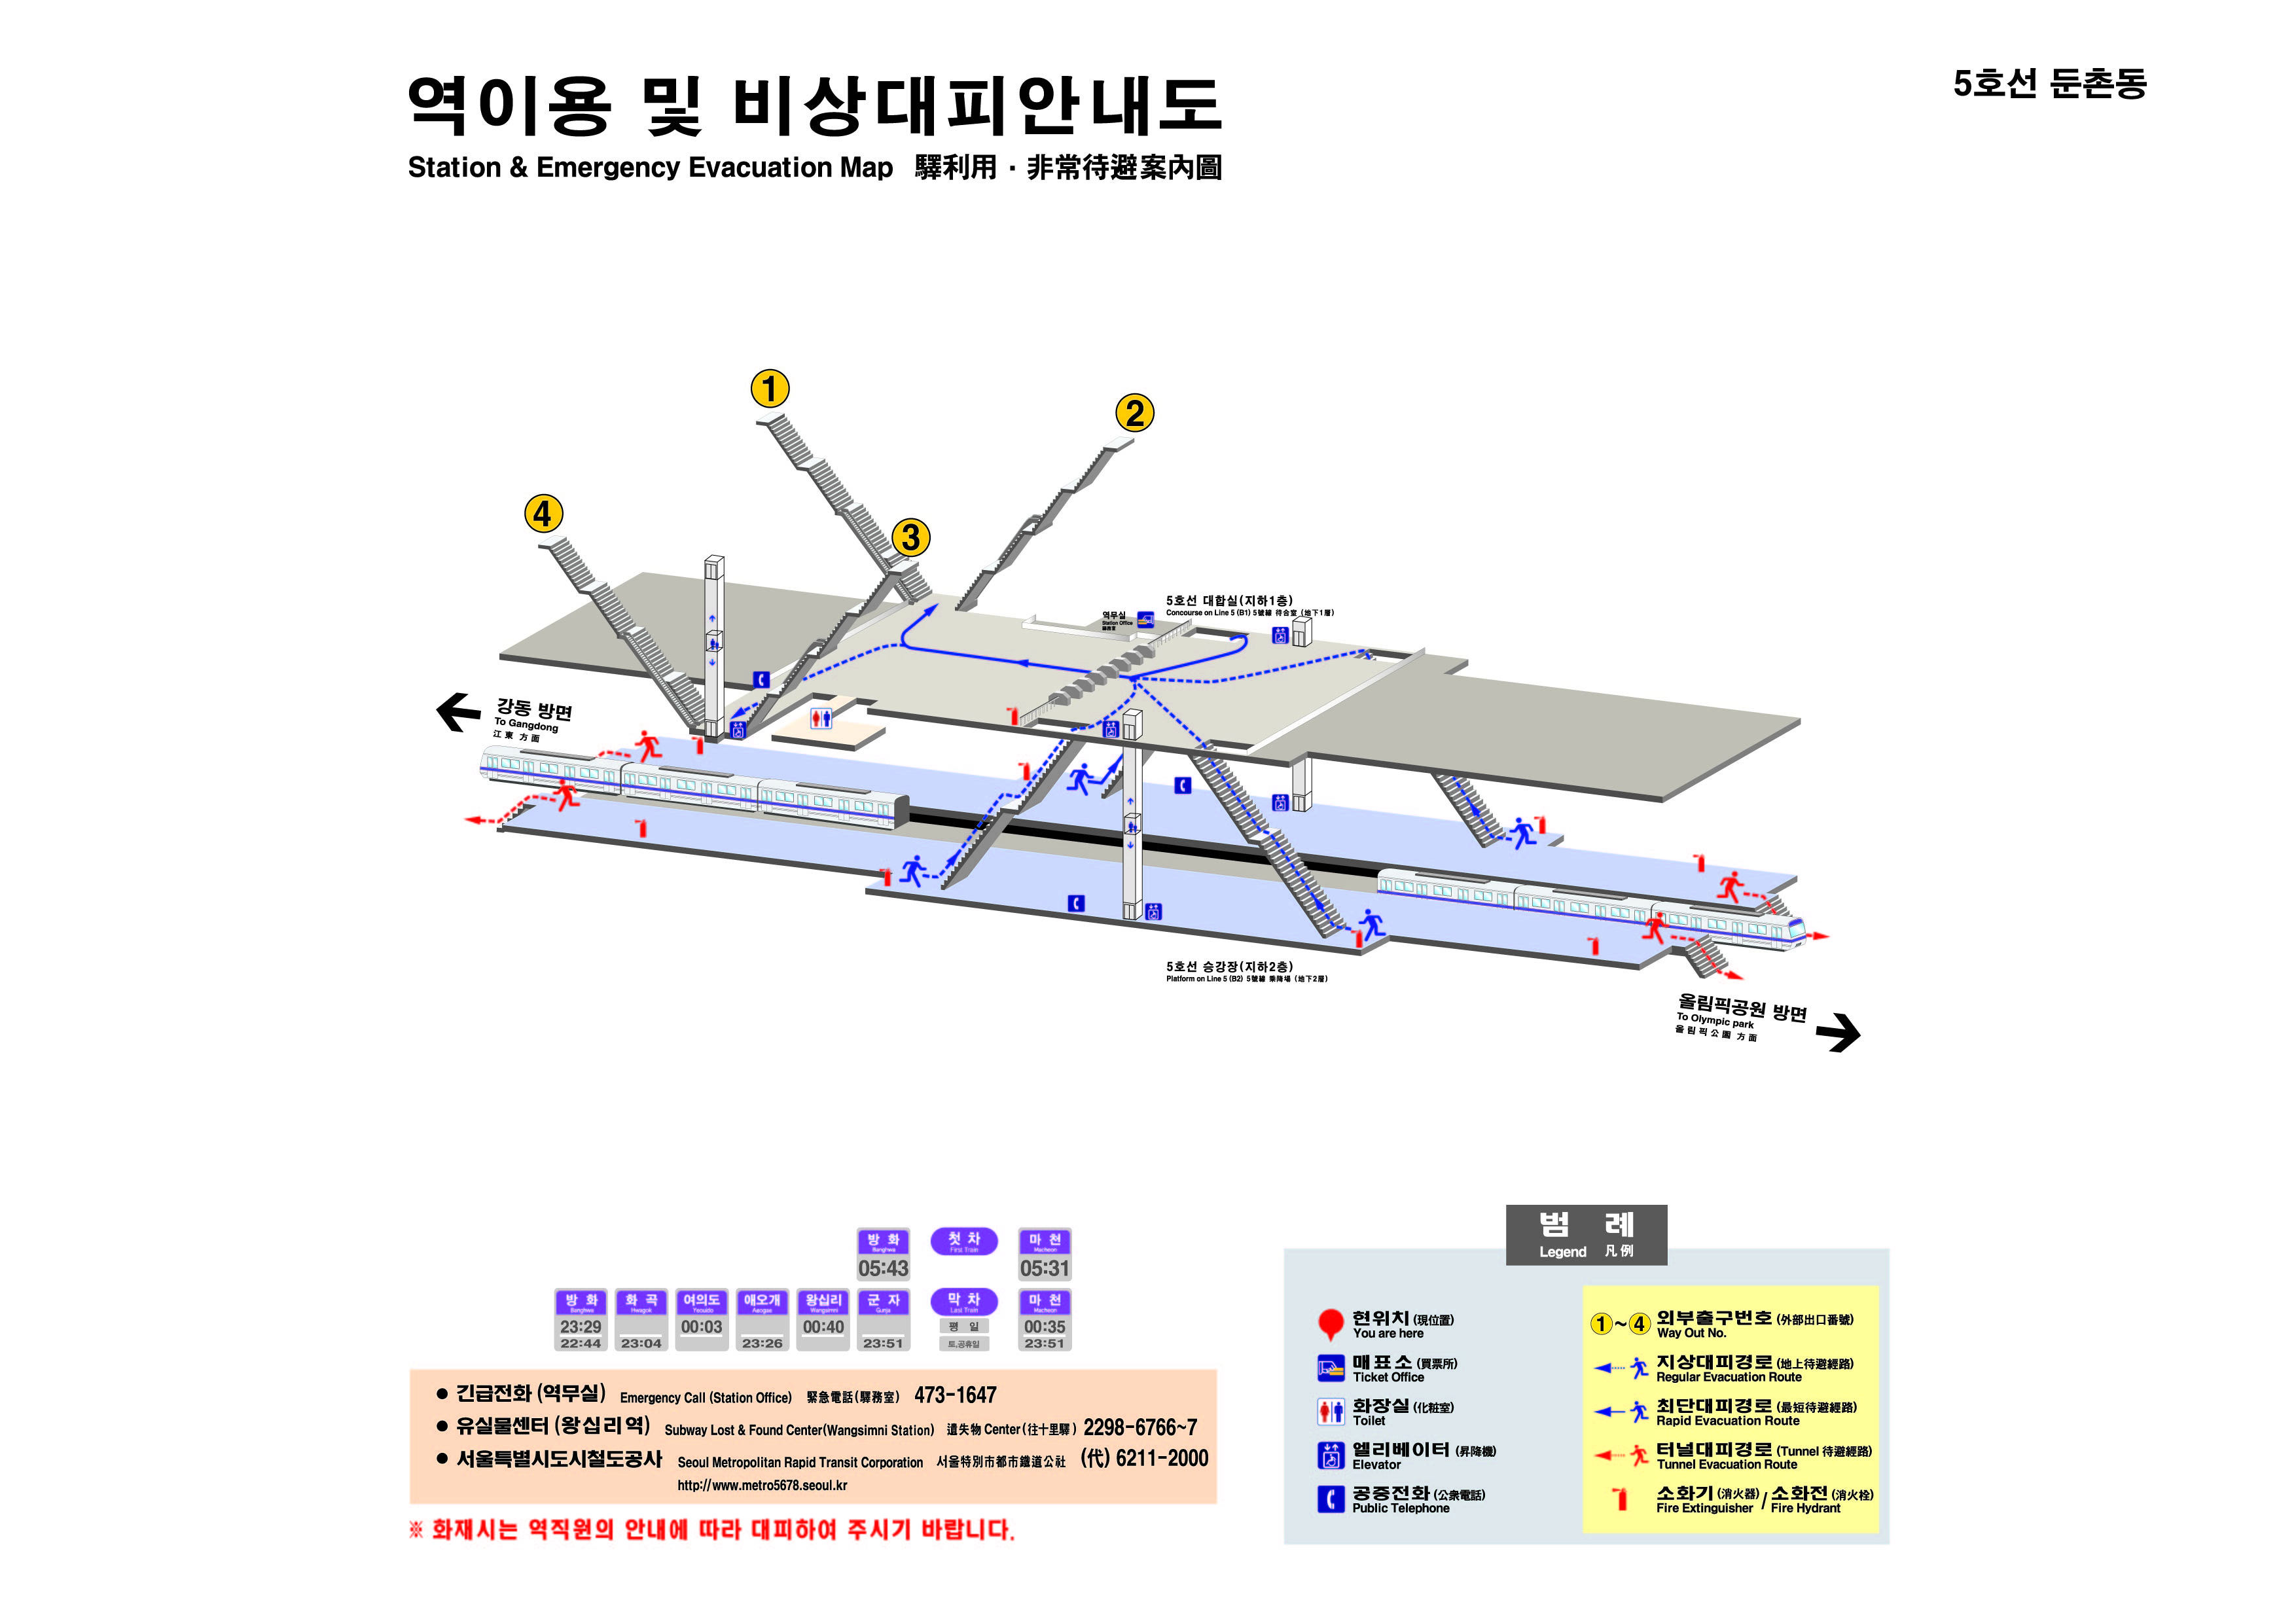 역이용 및 비상대피안내도
Station & Emergency Evacuation Map 驛利用 · 非常待避案內圖
5호선 둔촌동
1
2
4
3
5호선 대합실(지하1층)
Concourse on Line 5 (B1) 5號線 待合室 (地下1層)
역무실
Station Office
驛務室
강동 방면
To Gangdong
江東 方面
5호선 승강장(지하2층)
Platform on Line 5 (B2) 5號線 乘降場 (地下2層)
올림픽공원 방면
To Olympic park
올림픽公園 方面
방 화
Banghwa
05:43
첫 차
First Train
마 천
Macheon
05:31
방 화
Banghwa
23:29
22:44
화 곡
Hwagok
23:04
여의도
Yeouido
00:03
애오개
Aeogae
23:26
왕십리
Wangsimni
00:40
군 자
Gunja
23:51
막 차
Last Train
평 일
토,공휴일
마 천
Macheon
00:35
23:51
● 긴급전화 (역무실) Emergency Call (Station Office) 緊急電話(驛務室) 473-1647
● 유실물센터 (왕십리역) Subway Lost & Found Center(Wangsimni Station) 遺失物 Center (往十里驛) 2298-6766~7
● 서울특별시도시철도공사 Seoul Metropolitan Rapid Transit Corporation 서울特別市都市鐵道公社 (代) 6211-2000
http://www.metro5678.seoul.kr
※ 화재시는 역직원의 안내에 따라 대피하여 주시기 바랍니다.
범 례
Legend 凡例
현위치 (現位置)
You are here
매표소 (買票所)
Ticket Office
화장실 (化粧室)
Toilet
엘리베이터 (昇降機)
Elevator
공중전화 (公衆電話)
Public Telephone
1 ~ 4 외부출구번호 (外部出口番號)
Way Out No.
지상대피경로 (地上待避經路)
Regular Evacuation Route
최단대피경로 (最短待避經路)
Rapid Evacuation Route
터널대피경로 (Tunnel 待避經路)
Tunnel Evacuation Route
소화기 (消火器) / 소화전 (消火栓)
Fire Extinguisher / Fire Hydrant